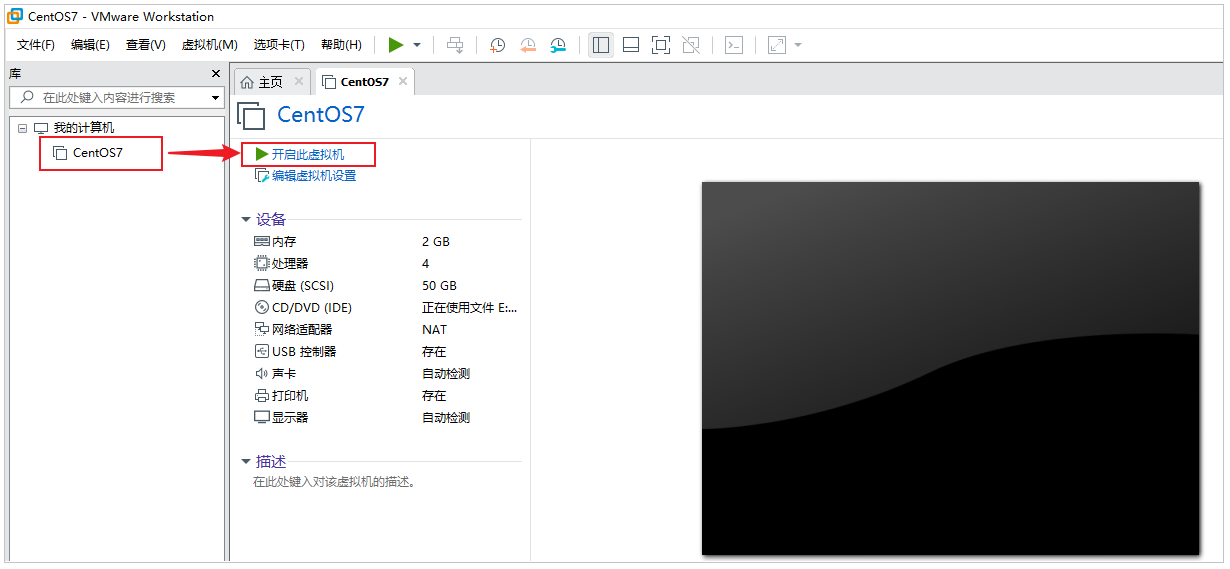 CentOS7 - VMware Workstation
文件(F) 编辑(E) 查看(V) 虚拟机(M) 选项卡(T) 帮助(H)
库
在此处键入内容进行搜索
我的计算机
CentOS7
主页 CentOS7
CentOS7
开启此虚拟机
编辑虚拟机设置
设备
内存 2 GB
处理器 4
硬盘 (SCSI) 50 GB
CD/DVD (IDE) 正在使用文件 E:...
网络适配器 NAT
USB 控制器 存在
声卡 自动检测
打印机 存在
显示器 自动检测
描述
在此处键入对该虚拟机的描述。